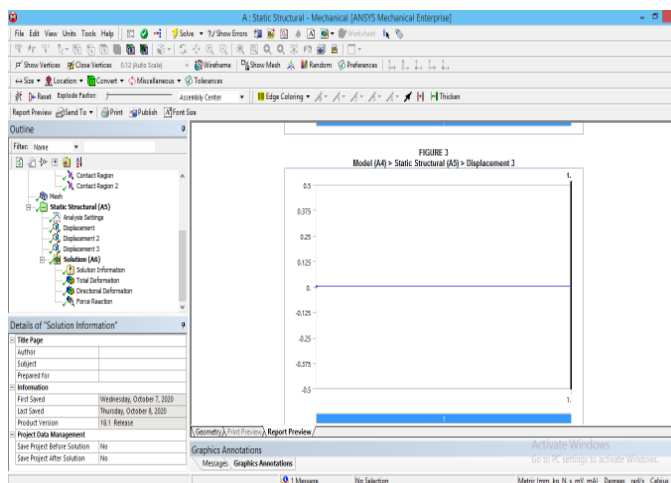 A : Static Structural - Mechanical [ANSYS Mechanical Enterprise]
File Edit View Units Tools Help Solve ?/Show Errors Worksheet
Show Vertices Close Vertices 0.12 (Auto Scale) Wireframe Show Mesh Random Preferences
Size Location Convert Miscellaneous Tolerances
Reset Explode Factor: Assembly Center Edge Coloring Thicken
Report Preview Send To Print Publish Font Size
Outline
Filter: Name
Contact Region
Contact Region 2
Mesh
Static Structural (A5)
Analysis Settings
Displacement
Displacement 2
Displacement 3
Solution (A6)
Solution Information
Total Deformation
Directional Deformation
Force Reaction
Details of "Solution Information"
Title Page
Author
Subject
Prepared for
Information
First Saved Wednesday, October 7, 2020
Last Saved Thursday, October 8, 2020
Product Version 18.1 Release
Project Data Management
Save Project Before Solution No
Save Project After Solution No
FIGURE 3
Model (A4) > Static Structural (A5) > Displacement 3
1.
0.5
0.375
0.25
0.125
0.
-0.125
-0.25
-0.375
-0.5
1.
1
Geometry Print Preview Report Preview
Graphics Annotations
Messages Graphics Annotations
Activate Windows
Go to PC settings to activate Windows.
1 Message No Selection Metric (mm, kg, N, s, mV, mA) Degrees rad/s Celsius